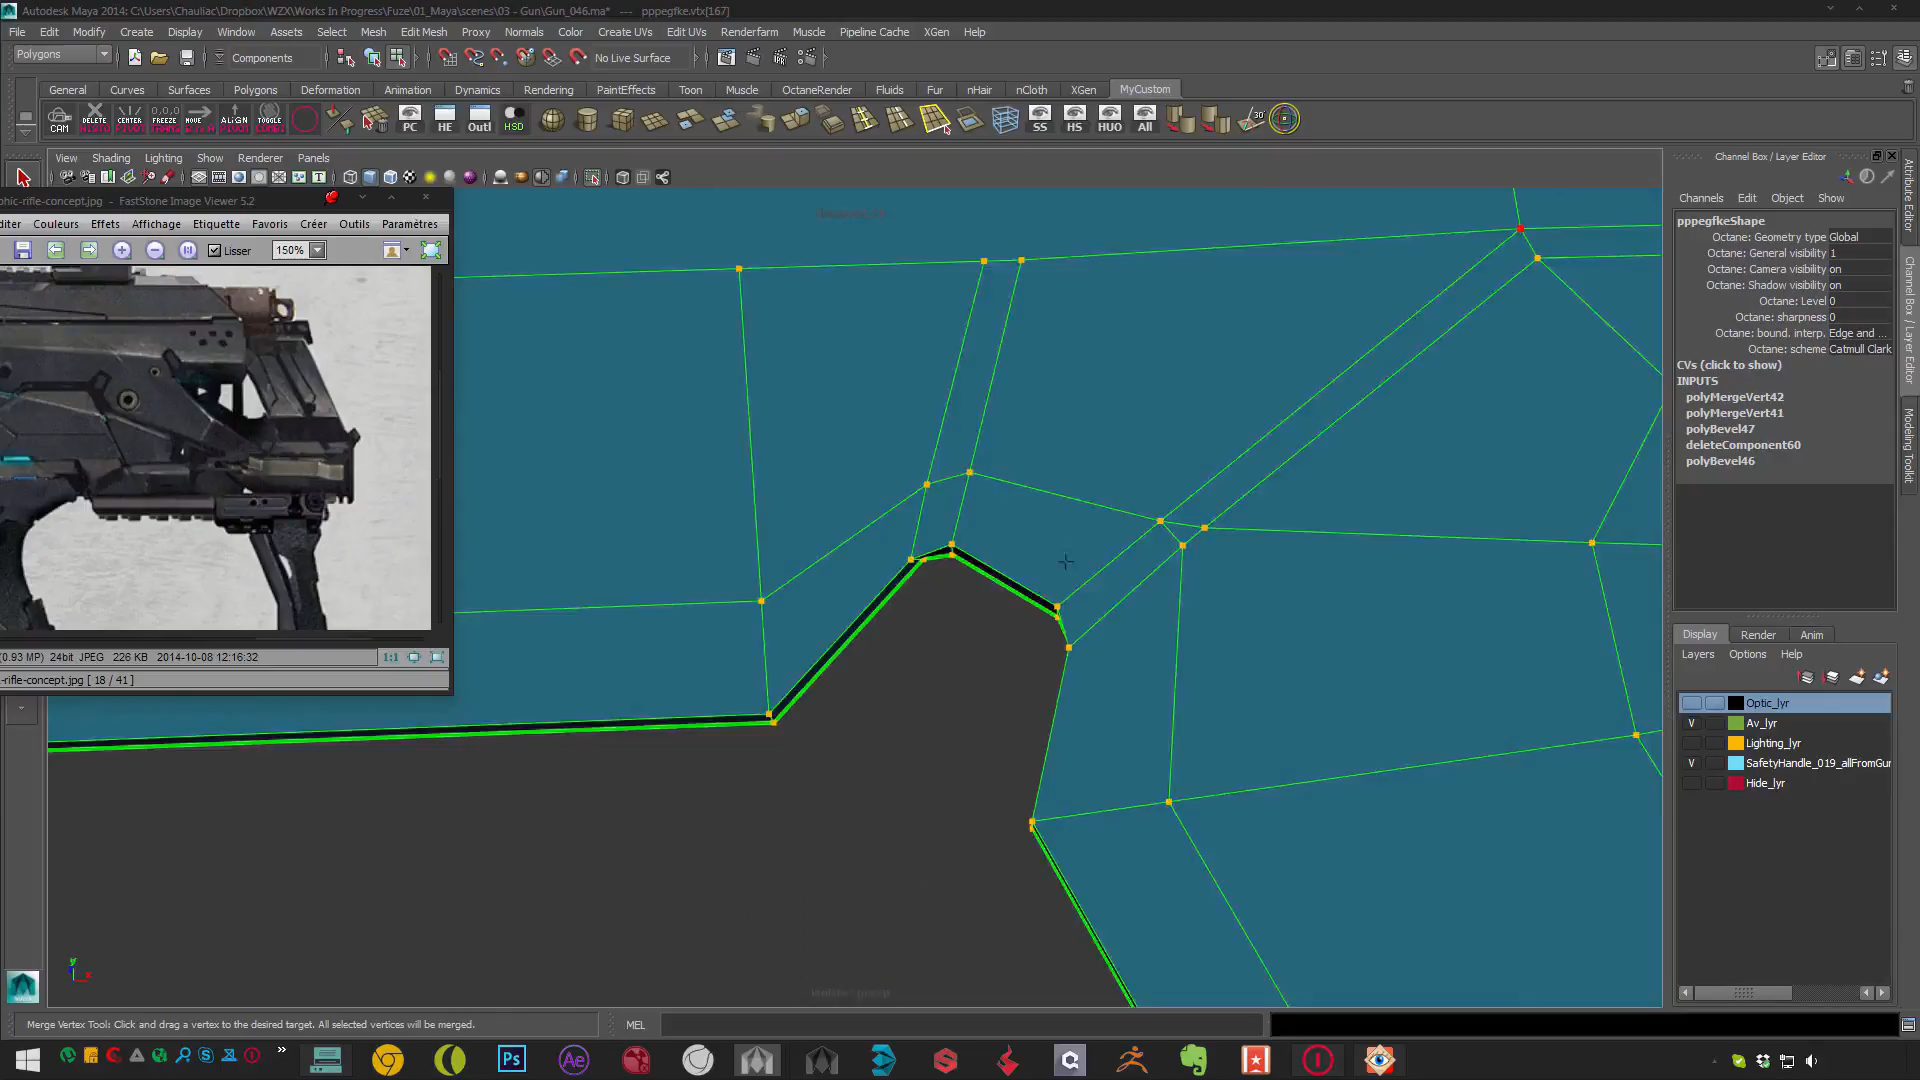 Autodesk Maya 2014: C:\Users\Chauliac\Dropbox\WZX\Works In Progress\Fuze\01_Maya\scenes\03 - Gun\Gun_046.ma* --- pppegfke.vtx[167]
File Edit Modify Create Display Window Assets Select Mesh Edit Mesh Proxy Normals Color Create UVs Edit UVs Renderfarm Muscle Pipeline Cache XGen Help
Polygons Components No Live Surface
General Curves Surfaces Polygons Deformation Animation Dynamics Rendering PaintEffects Toon Muscle OctaneRender Fluids Fur nHair nCloth XGen MyCustom
CAM PC HE Outl HSD SS HS HUO All 30°
View Shading Lighting Show Renderer Panels
phic-rifle-concept.jpg - FastStone Image Viewer 5.2
diter Couleurs Effets Affichage Etiquette Favoris Créer Outils Paramètres
Lisser 150%
(0.93 MP) 24bit JPEG 226 KB 2014-10-08 12:16:32 1:1
-rifle-concept.jpg [ 18 / 41 ]
Channel Box / Layer Editor
Channels Edit Object Show
pppegfkeShape
Octane: Geometry type Global
Octane: General visibility 1
Octane: Camera visibility on
Octane: Shadow visibility on
Octane: Level 0
Octane: sharpness 0
Octane: bound. interp. Edge and ...
Octane: scheme Catmull Clark
CVs (click to show)
INPUTS
polyMergeVert42
polyMergeVert41
polyBevel47
deleteComponent60
polyBevel46
Attribute Editor
Channel Box / Layer Editor
Modeling Toolkit
Display Render Anim
Layers Options Help
Optic_lyr
V Av_lyr
Lighting_lyr
V SafetyHandle_019_allFromGur
Hide_lyr
y x
Merge Vertex Tool: Click and drag a vertex to the desired target. All selected vertices will be merged. MEL